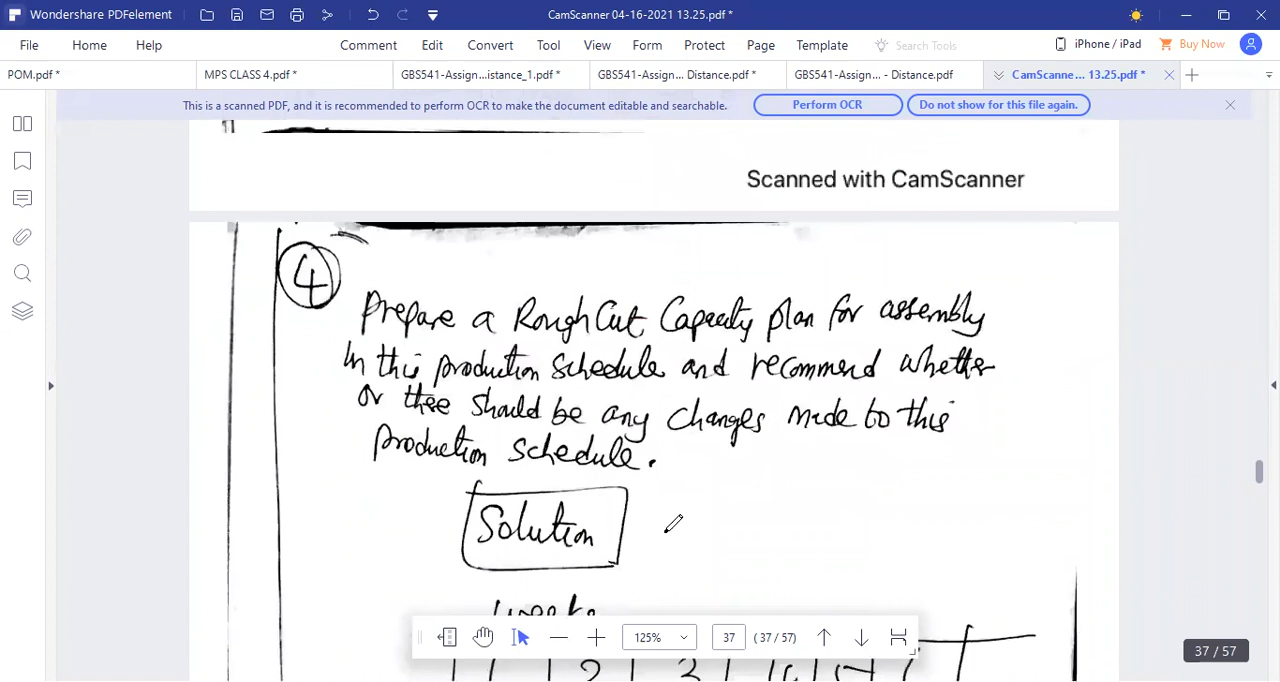 Wondershare PDFelement
CamScanner 04-16-2021 13.25.pdf *
File Home Help Comment Edit Convert Tool View Form Protect Page Template Search Tools iPhone / iPad Buy Now
POM.pdf * MPS CLASS 4.pdf * GBS541-Assign...istance_1.pdf * GBS541-Assign... Distance.pdf * GBS541-Assign... - Distance.pdf CamScanne... 13.25.pdf *
This is a scanned PDF, and it is recommended to perform OCR to make the document editable and searchable. Perform OCR Do not show for this file again.
Scanned with CamScanner
4
Prepare a Rough Cut Capacity plan for assembly
In this production schedule and recommend whether
or thee should be any changes made to this
production schedule.
Solution
weeks
125% 37 (37 / 57)
1 2 3
37 / 57